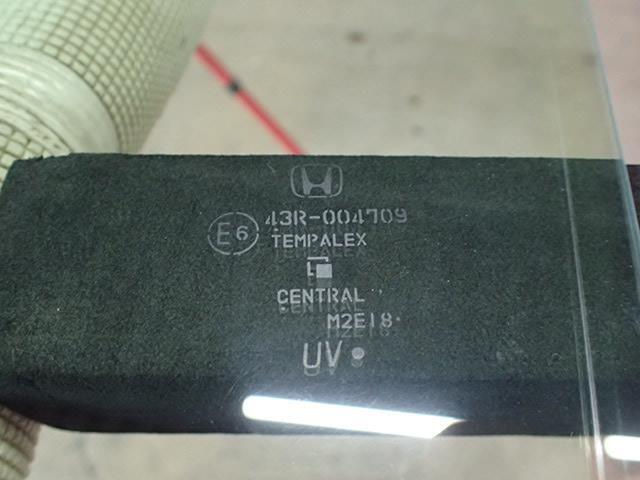 E6 43R-004709
TEMPALEX
CENTRAL
M2E18
UV